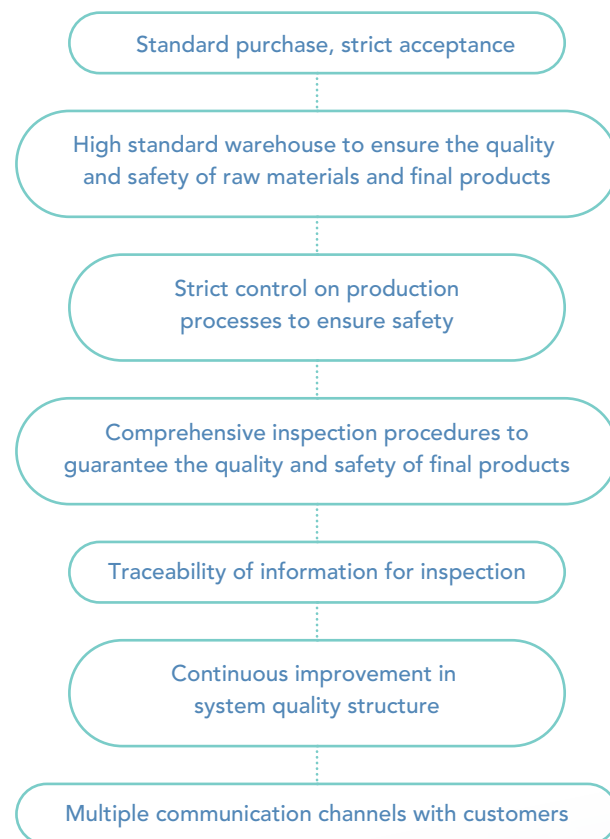 Standard purchase, strict acceptance
High standard warehouse to ensure the quality
and safety of raw materials and final products
Strict control on production
processes to ensure safety
Comprehensive inspection procedures to
guarantee the quality and safety of final products
Traceability of information for inspection
Continuous improvement in
system quality structure
Multiple communication channels with customers